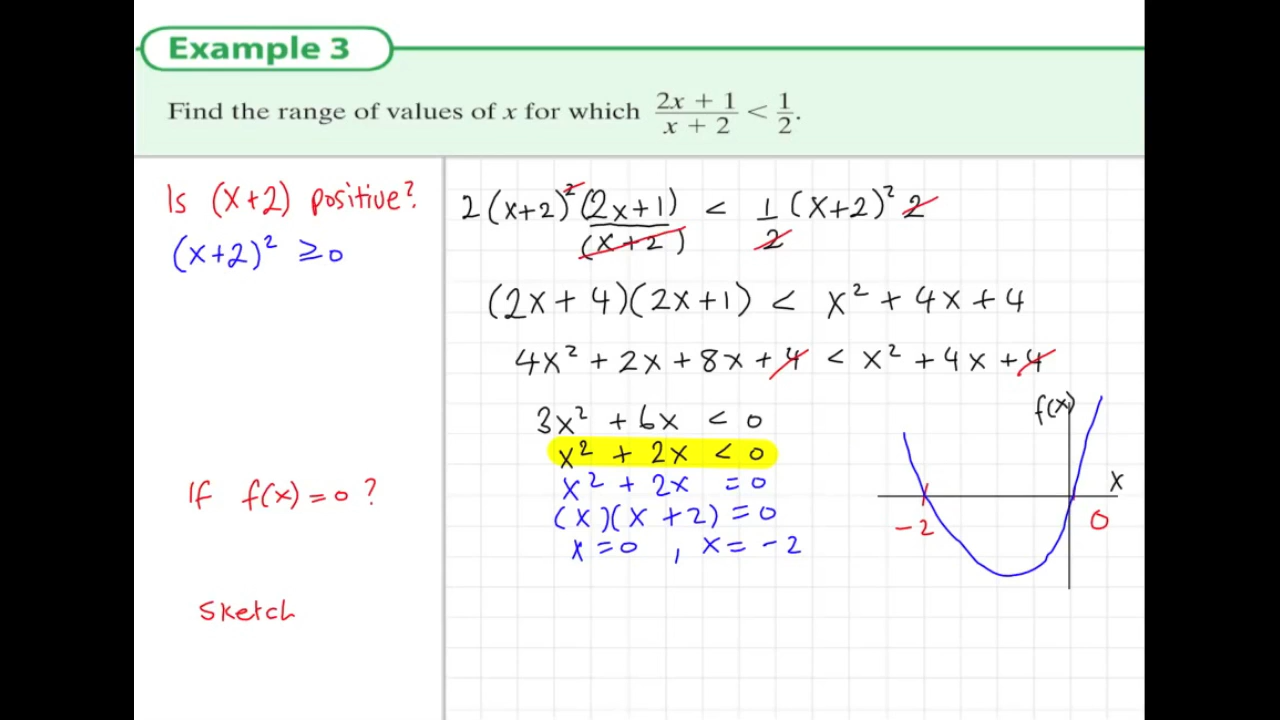 Example 3
Find the range of values of x for which (2x + 1)/(x + 2) < 1/2.
Is (x+2) positive?
(x+2)² ≥ 0
2(x+2)² (2x+1)/(x+2) < 1/2 (x+2)² 2
(2x + 4)(2x+1) < x² + 4x + 4
4x² + 2x + 8x + 4 < x² + 4x + 4
3x² + 6x < 0
x² + 2x < 0
If f(x) = 0 ?
x² + 2x = 0
(x)(x + 2) = 0
x = 0 , x = -2
Sketch
f(x)
x
-2
0